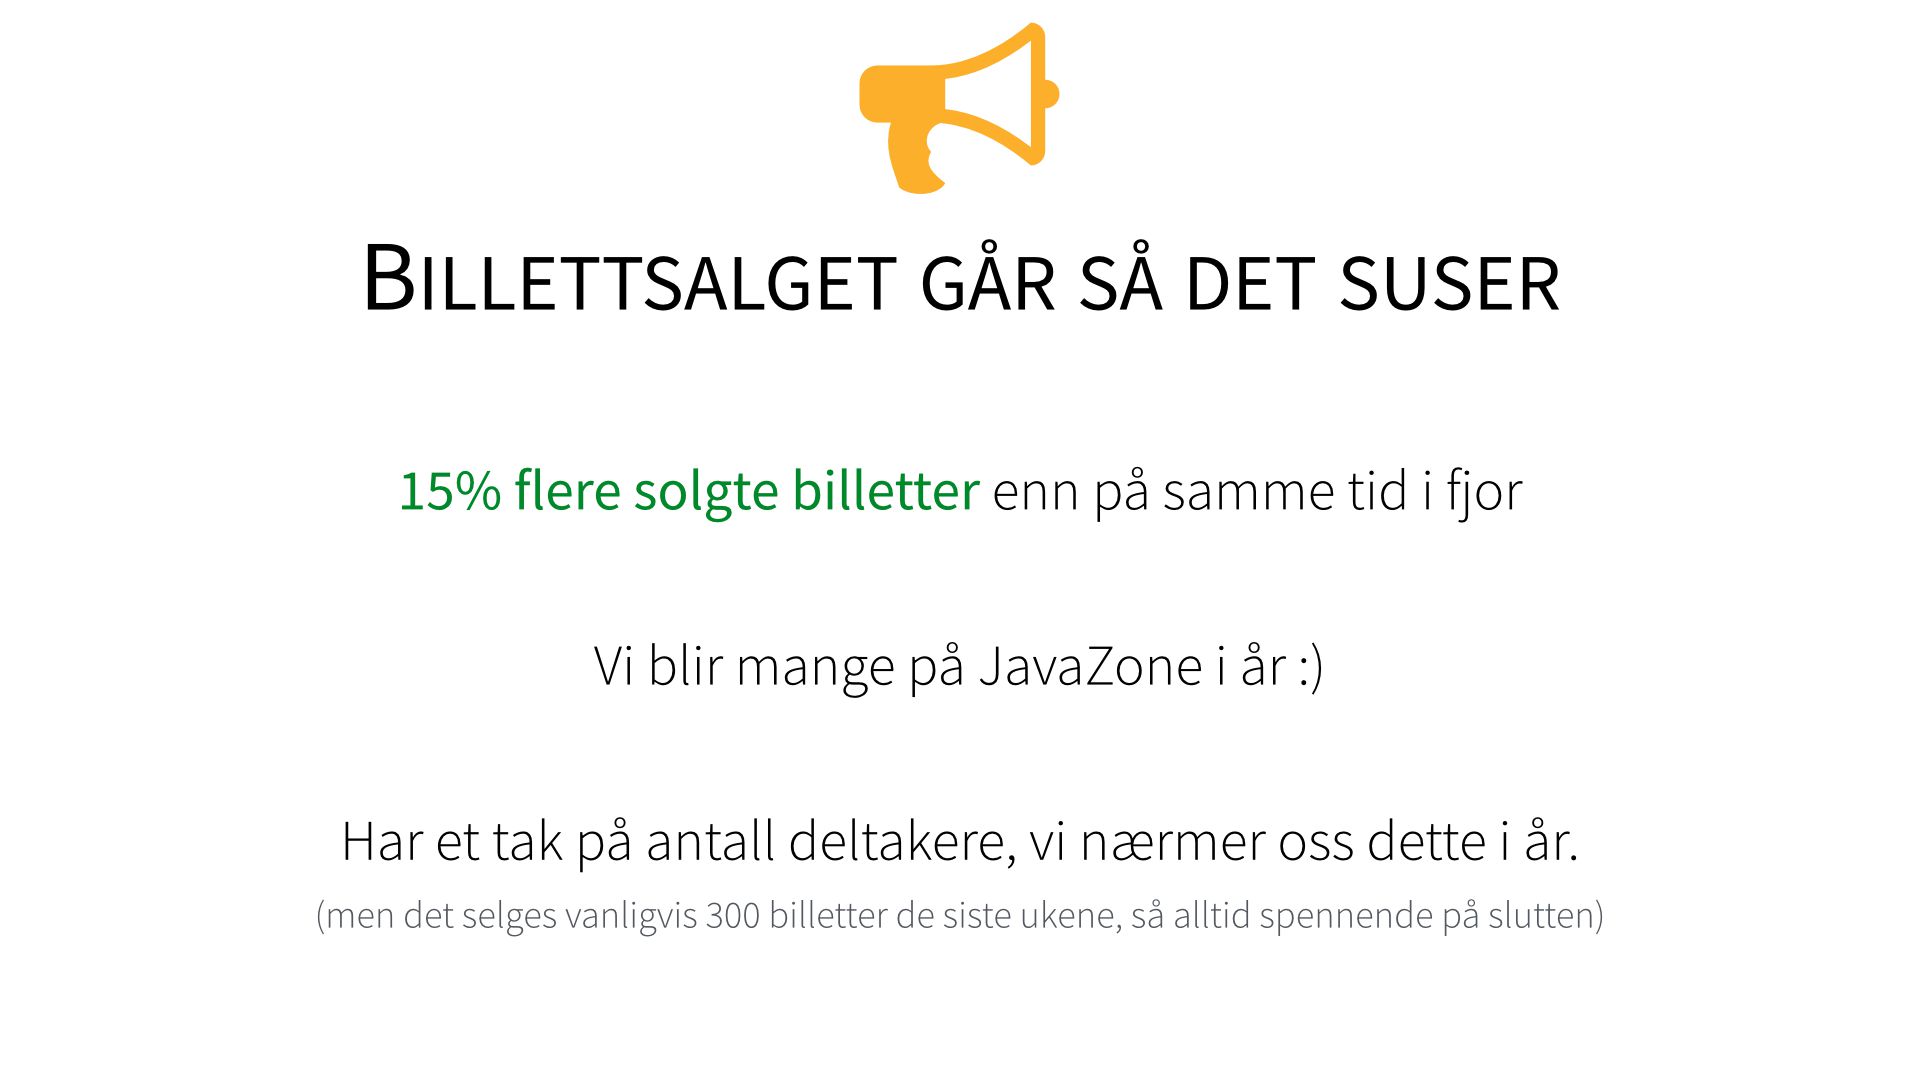 Billettsalget går så det suser
15% flere solgte billetter enn på samme tid i fjor
Vi blir mange på JavaZone i år :)
Har et tak på antall deltakere, vi nærmer oss dette i år.
(men det selges vanligvis 300 billetter de siste ukene, så alltid spennende på slutten)